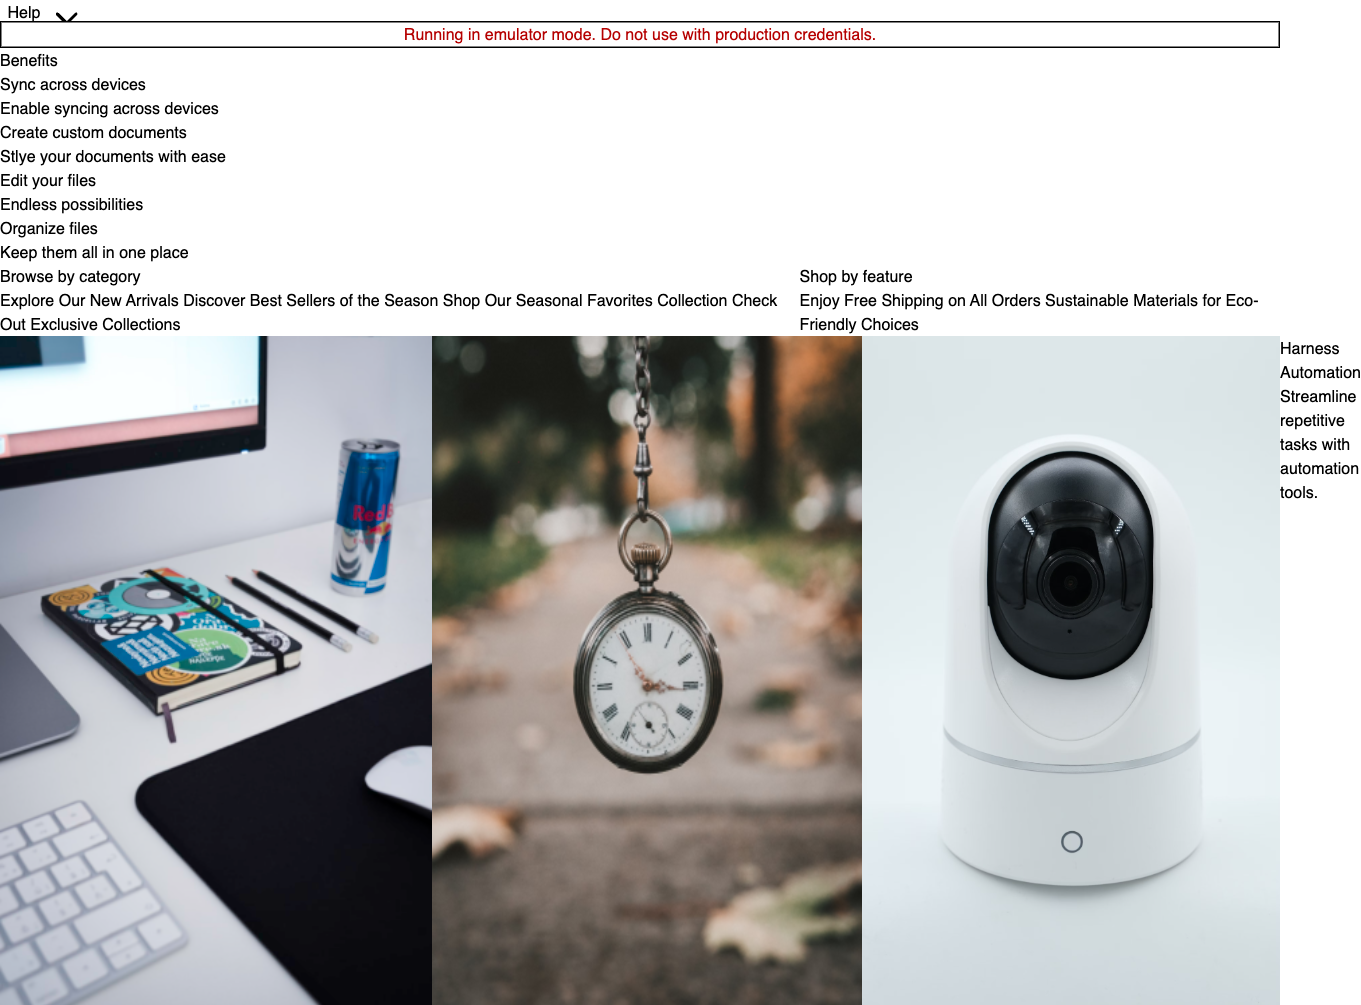 Help
Running in emulator mode. Do not use with production credentials.
Benefits
Sync across devices
Enable syncing across devices
Create custom documents
Stlye your documents with ease
Edit your files
Endless possibilities
Organize files
Keep them all in one place
Browse by category
Explore Our New Arrivals Discover Best Sellers of the Season Shop Our Seasonal Favorites Collection Check
Out Exclusive Collections
Shop by feature
Enjoy Free Shipping on All Orders Sustainable Materials for Eco-
Friendly Choices
Harness
Automation
Streamline
repetitive
tasks with
automation
tools.